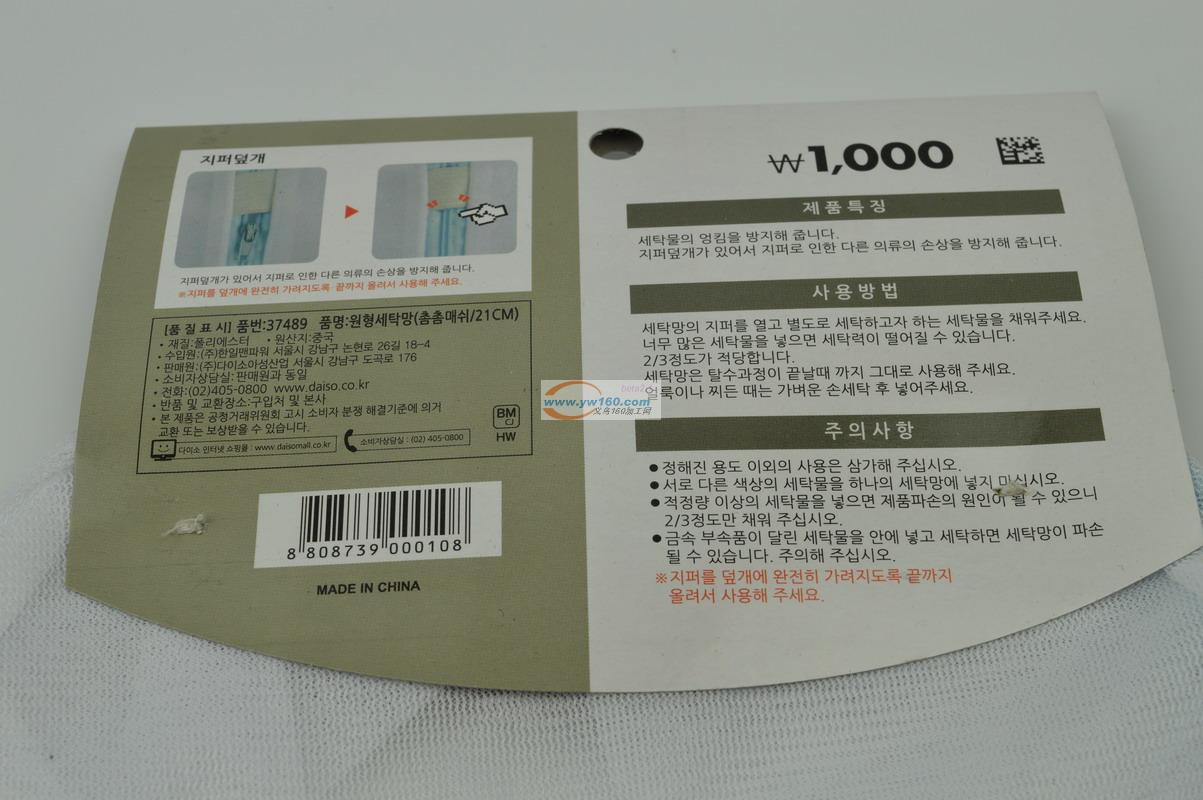 지퍼덮개
지퍼덮개가 있어서 지퍼로 인한 다른 의류의 손상을 방지해 줍니다.
※지퍼를 덮개에 완전히 가려지도록 끝까지 올려서 사용해 주세요.
[품 질 표 시] 품번:37489 품명:원형세탁망(촘촘매쉬/21CM)
• 재질:폴리에스터 • 원산지:중국
• 수입원:(주)한일맨파워 서울시 강남구 논현로 26길 18-4
• 판매원:(주)다이소아성산업 서울시 강남구 도곡로 176
• 소비자상담실: 판매원과 동일
• 전화:(02)405-0800 www.daiso.co.kr
• 반품 및 교환장소:구입처 및 본사
• 본 제품은 공정거래위원회 고시 소비자 분쟁 해결기준에 의거
교환 또는 보상받을 수 있습니다.
BM
HW
다이소 인터넷 쇼핑몰 : www.daisomall.co.kr
소비자상담실 : (02) 405-0800
8 808739 000108
MADE IN CHINA
₩1,000
제품특징
세탁물의 엉킴을 방지해 줍니다.
지퍼덮개가 있어서 지퍼로 인한 다른 의류의 손상을 방지해 줍니다.
사용방법
세탁망의 지퍼를 열고 별도로 세탁하고자 하는 세탁물을 채워주세요.
너무 많은 세탁물을 넣으면 세탁력이 떨어질 수 있습니다.
2/3정도가 적당합니다.
세탁망은 탈수과정이 끝날때 까지 그대로 사용해 주세요.
얼룩이나 찌든 때는 가벼운 손세탁 후 넣어주세요.
beta2
www.yw160.com
义乌160加工网
주의사항
● 정해진 용도 이외의 사용은 삼가해 주십시오.
● 서로 다른 색상의 세탁물을 하나의 세탁망에 넣지 마십시오.
● 적정량 이상의 세탁물을 넣으면 제품파손의 원인이 될 수 있으니
2/3정도만 채워 주십시오.
● 금속 부속품이 달린 세탁물을 안에 넣고 세탁하면 세탁망이 파손
될 수 있습니다. 주의해 주십시오.
※지퍼를 덮개에 완전히 가려지도록 끝까지
올려서 사용해 주세요.